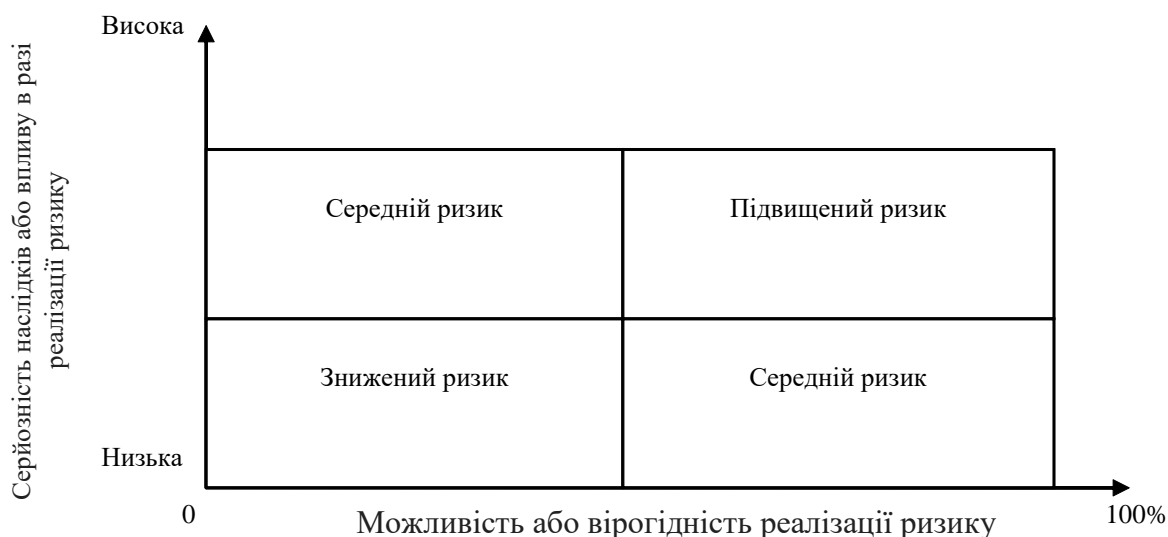 Висока
Серйозність наслідків або впливу в разі
реалізації ризику
Середній ризик
Підвищений ризик
Знижений ризик
Середній ризик
Низька
0
Можливість або вірогідність реалізації ризику
100%